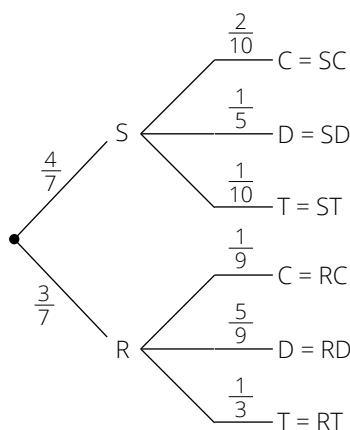 2/10
C = SC
S
1/5
D = SD
4/7
1/10
T = ST
3/7
1/9
C = RC
R
5/9
D = RD
1/3
T = RT